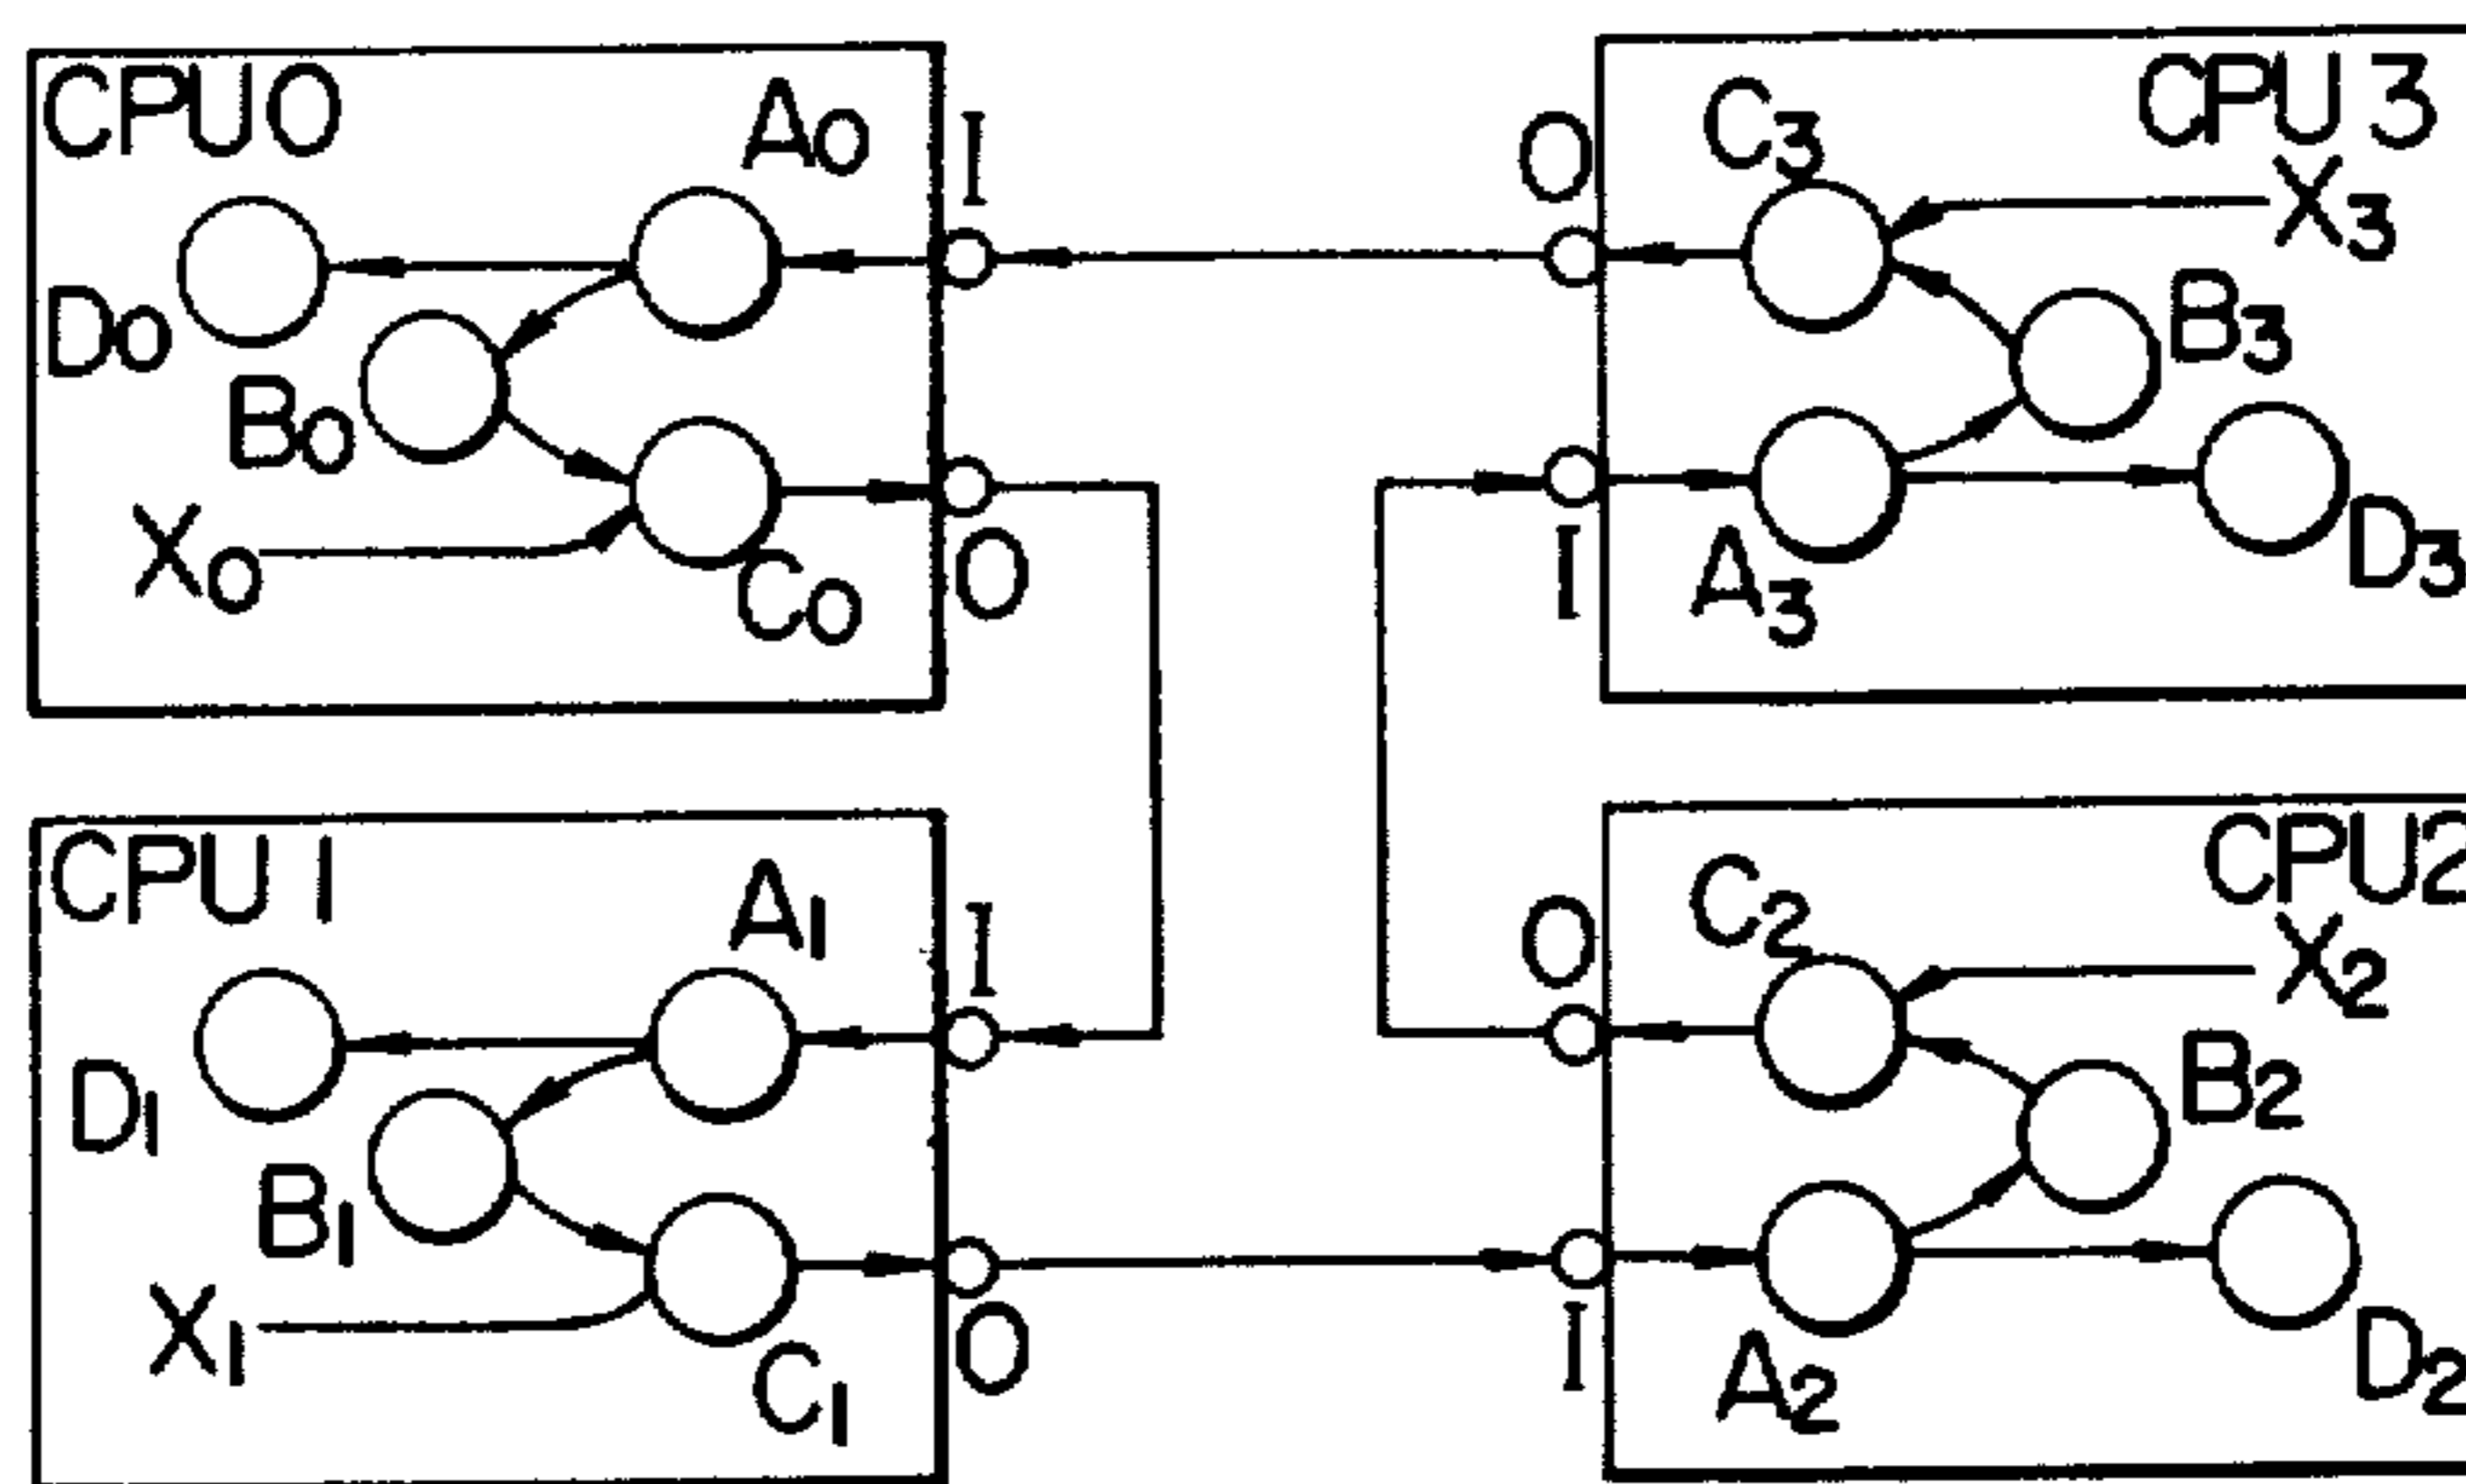 CPU0
A0
I
D0
B0
X0
C0
O
O
C3
CPU3
X3
B3
I
A3
D3
CPU1
A1
I
D1
B1
X1
C1
O
O
C2
CPU2
X2
B2
I
A2
D2